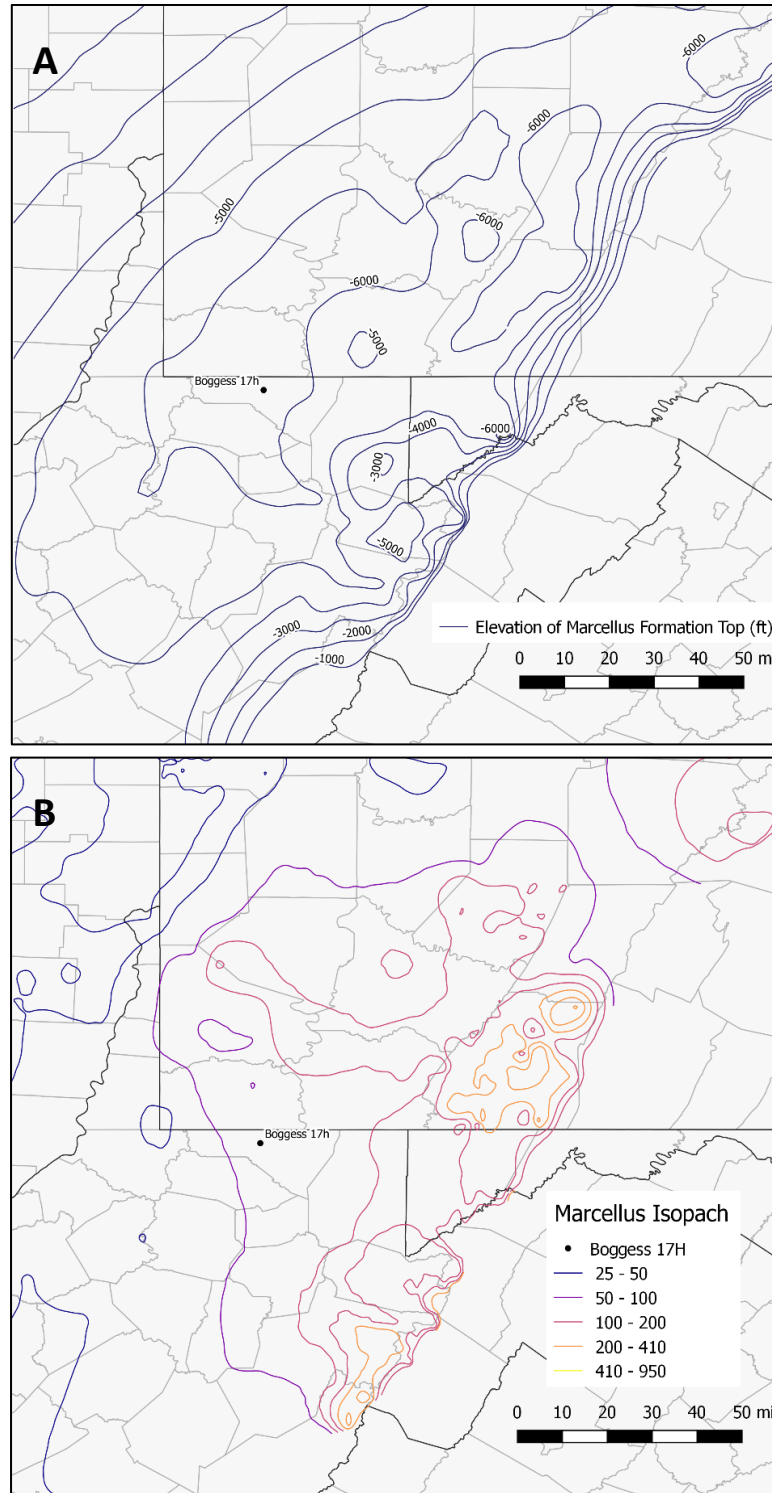 A
-6000
-6000
-5000
-6000
-6000
-5000
Boggess 17h
-4000
-6000
-3000
-5000
-3000
-2000
-1000
Elevation of Marcellus Formation Top (ft)
0 10 20 30 40 50 m
B
Boggess 17h
Marcellus Isopach
Boggess 17H
25 - 50
50 - 100
100 - 200
200 - 410
410 - 950
0 10 20 30 40 50 mi